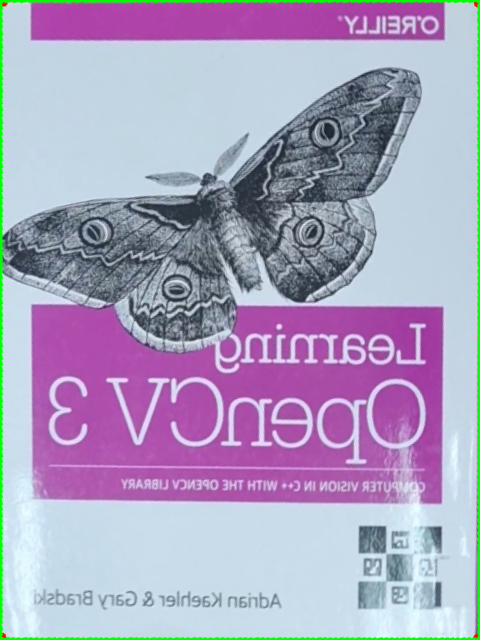 O'REILLY®
Learning
OpenCV 3
COMPUTER VISION IN C++ WITH THE OPENCV LIBRARY
Adrian Kaehler & Gary Bradski